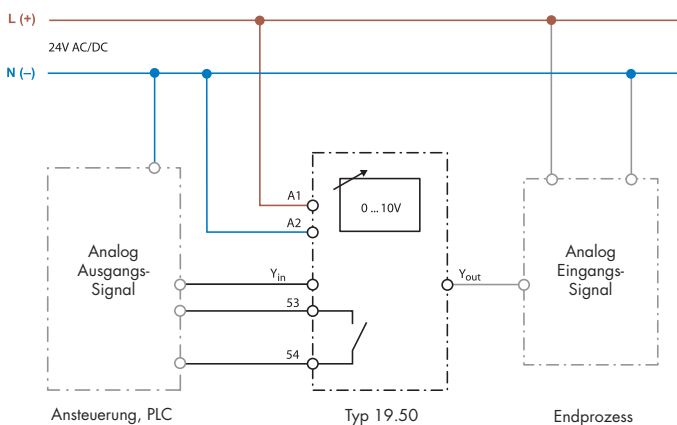 L (+)
24V AC/DC
N (–)
A1
0 ... 10V
A2
Analog
Ausgangs-
Signal
Analog
Eingangs-
Signal
Yin
Yout
53
54
Ansteuerung, PLC
Typ 19.50
Endprozess